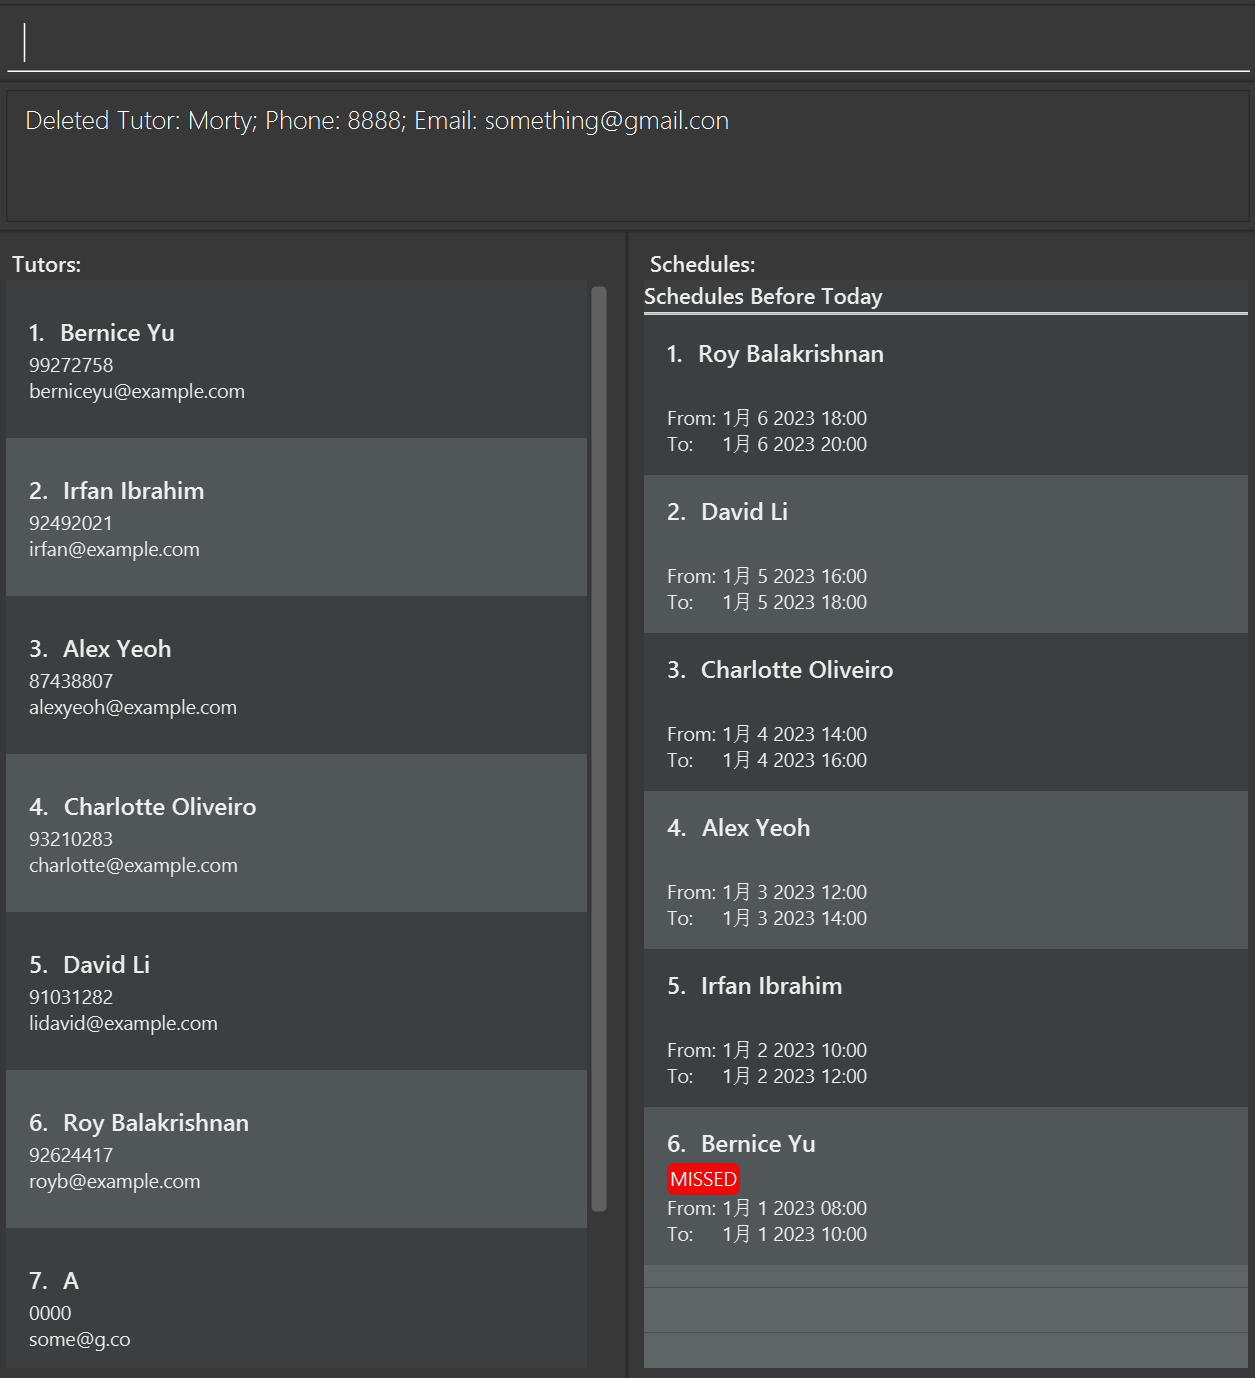 Deleted Tutor: Morty; Phone: 8888; Email: something@gmail.con
Tutors:
1. Bernice Yu
99272758
berniceyu@example.com
2. Irfan Ibrahim
92492021
irfan@example.com
3. Alex Yeoh
87438807
alexyeoh@example.com
4. Charlotte Oliveiro
93210283
charlotte@example.com
5. David Li
91031282
lidavid@example.com
6. Roy Balakrishnan
92624417
royb@example.com
7. A
0000
some@g.co
Schedules:
Schedules Before Today
1. Roy Balakrishnan
From: 1月 6 2023 18:00
To: 1月 6 2023 20:00
2. David Li
From: 1月 5 2023 16:00
To: 1月 5 2023 18:00
3. Charlotte Oliveiro
From: 1月 4 2023 14:00
To: 1月 4 2023 16:00
4. Alex Yeoh
From: 1月 3 2023 12:00
To: 1月 3 2023 14:00
5. Irfan Ibrahim
From: 1月 2 2023 10:00
To: 1月 2 2023 12:00
6. Bernice Yu
MISSED
From: 1月 1 2023 08:00
To: 1月 1 2023 10:00